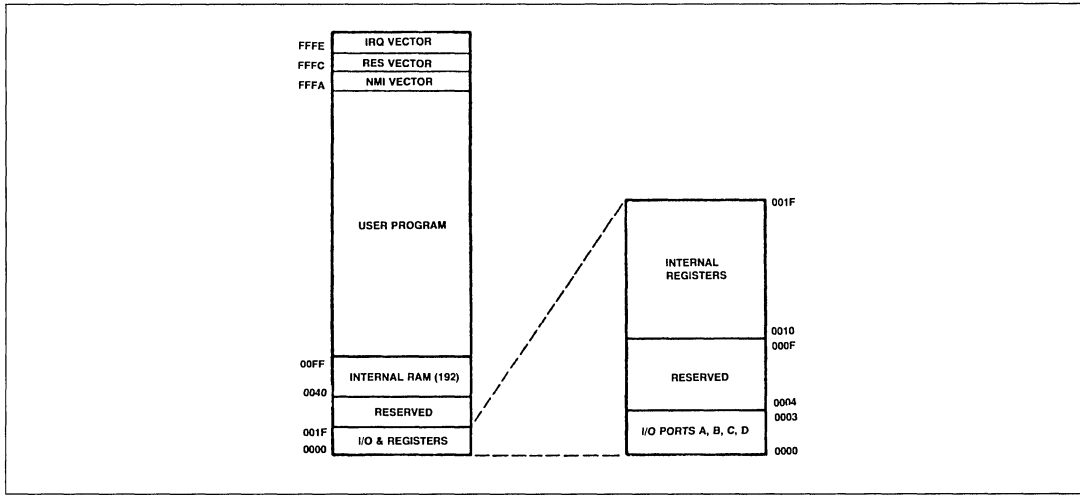 FFFE IRQ VECTOR
FFFC RES VECTOR
FFFA NMI VECTOR
USER PROGRAM
00FF
INTERNAL RAM (192)
0040
RESERVED
001F
I/O & REGISTERS
0000
001F
INTERNAL
REGISTERS
0010
000F
RESERVED
0004
0003
I/O PORTS A, B, C, D
0000